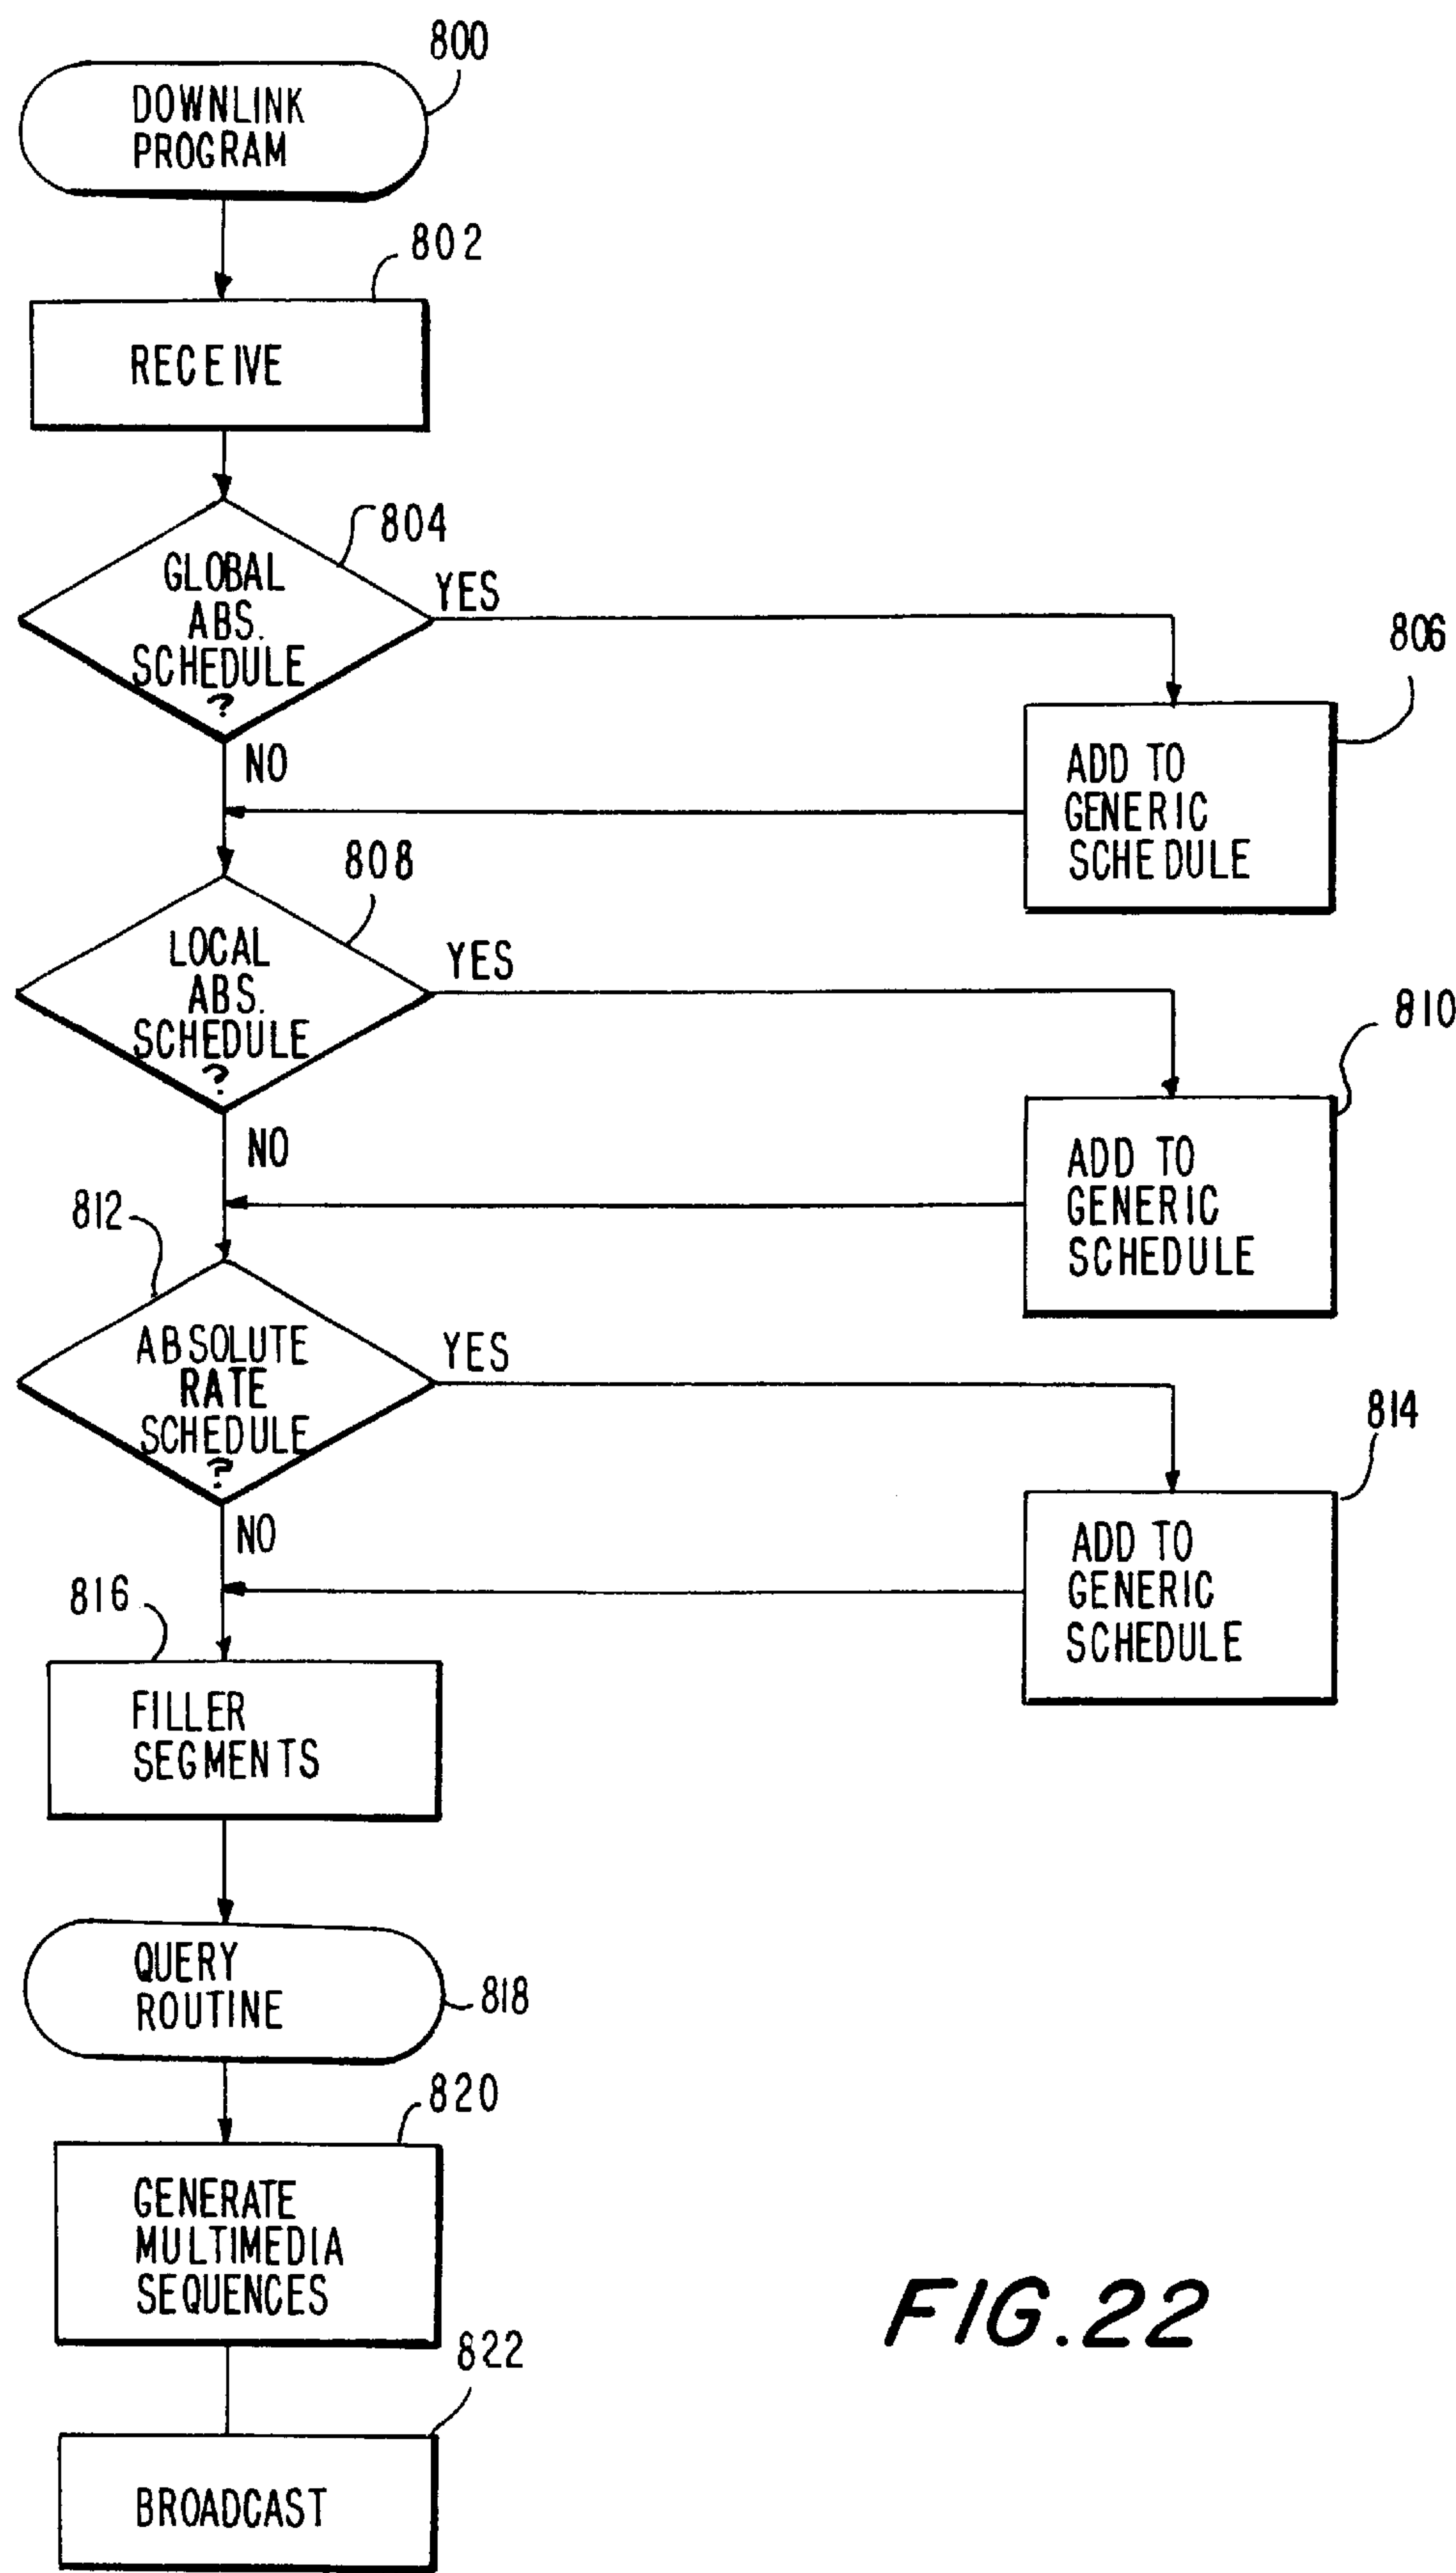 800
DOWNLINK
PROGRAM
802
RECEIVE
804
GLOBAL
ABS.
SCHEDULE
?
YES
806
ADD TO
GENERIC
SCHEDULE
NO
808
LOCAL
ABS.
SCHEDULE
?
YES
810
ADD TO
GENERIC
SCHEDULE
NO
812
ABSOLUTE
RATE
SCHEDULE
?
YES
814
ADD TO
GENERIC
SCHEDULE
NO
816
FILLER
SEGMENTS
QUERY
ROUTINE
818
820
GENERATE
MULTIMEDIA
SEQUENCES
822
BROADCAST
FIG.22